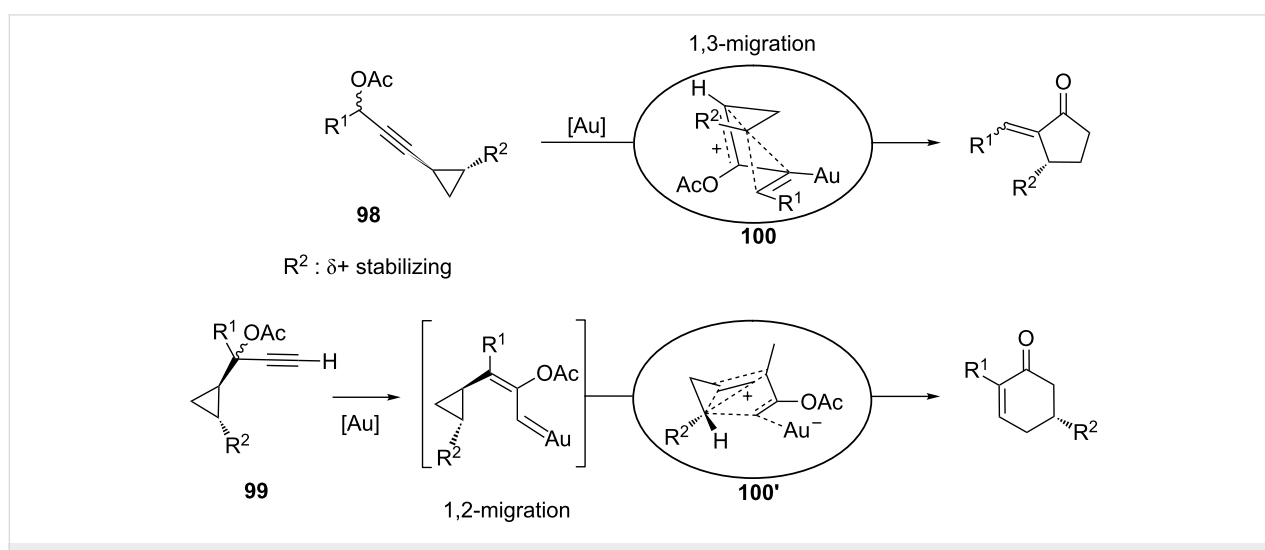 1,3-migration
OAc
R¹
R²
98
[Au]
H
R²
+
AcO
Au
R¹
100
O
R¹
R²
R² : δ+ stabilizing
R¹
OAc
H
R²
99
[Au]
R¹
OAc
Au
R²
1,2-migration
+
OAc
Au⁻
R²
H
100'
O
R¹
R²